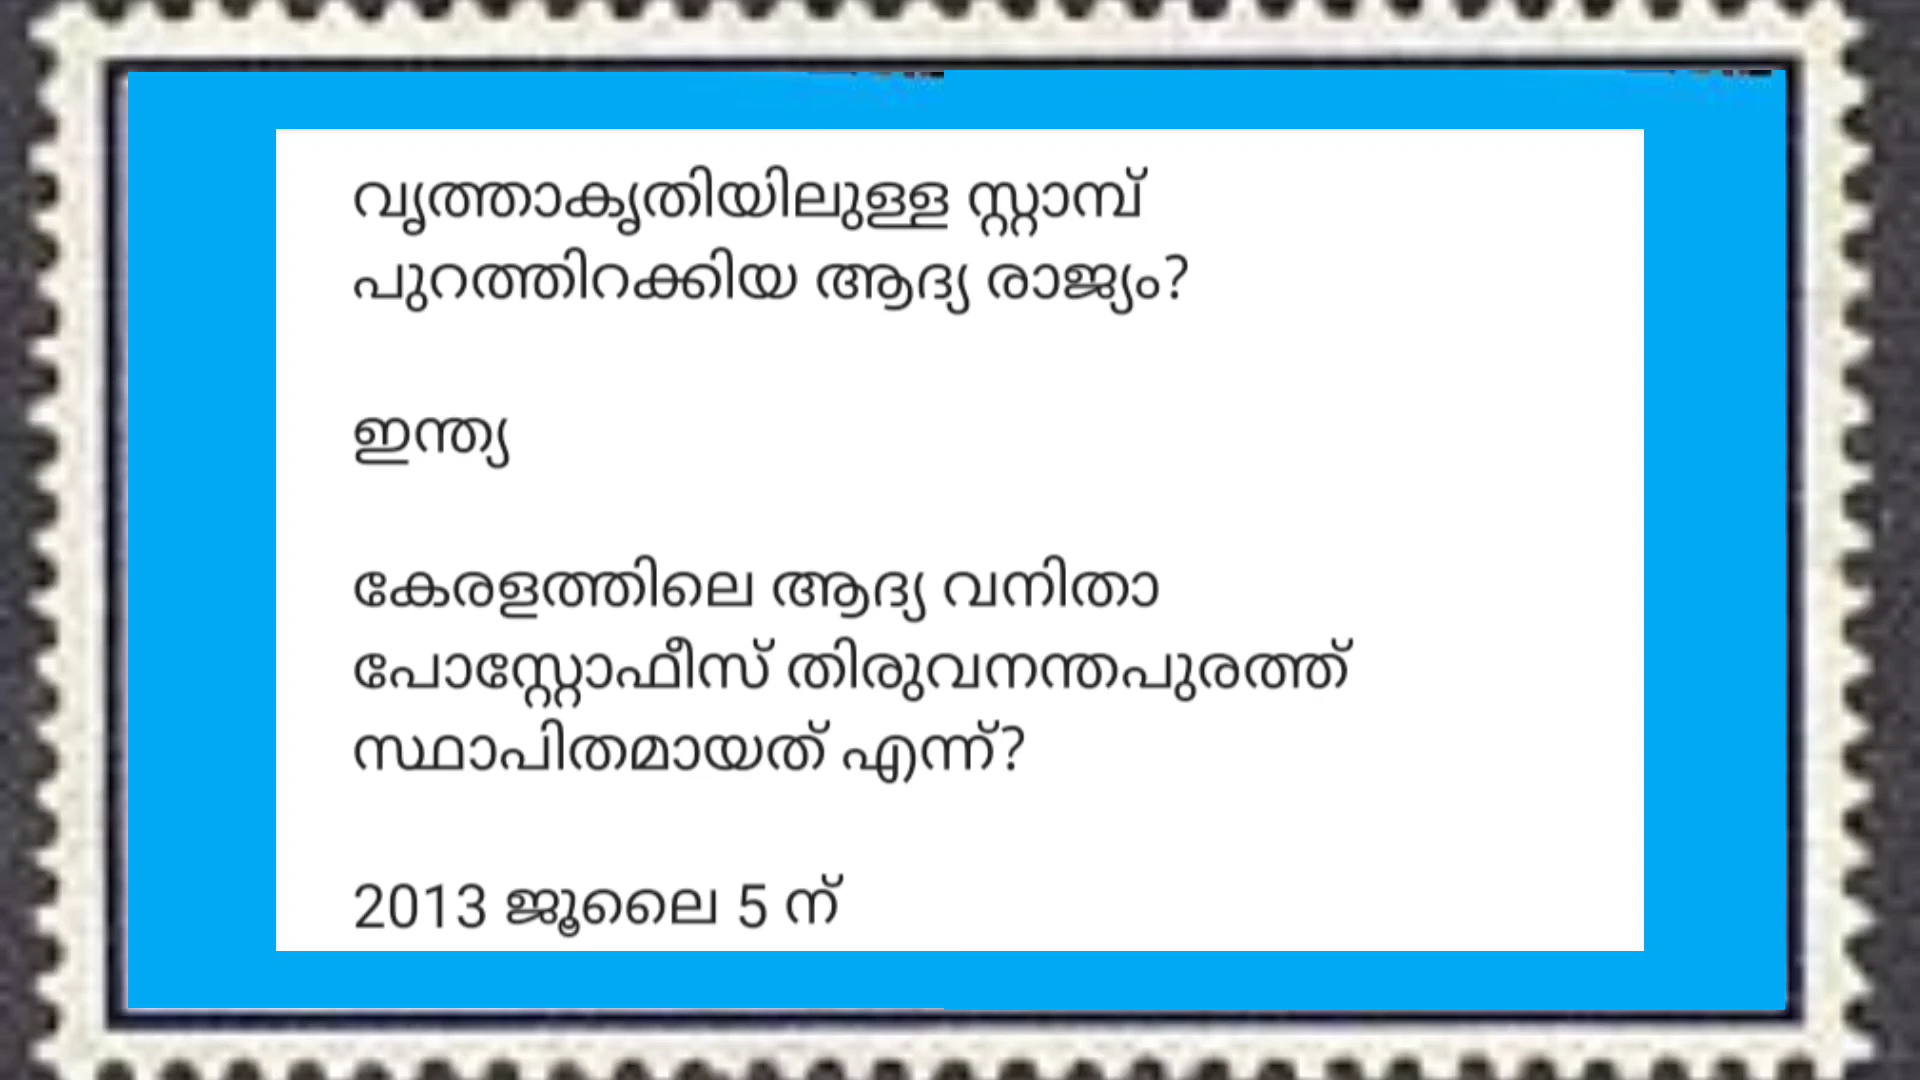 വൃത്താകൃതിയിലുള്ള സ്റ്റാമ്പ്
പുറത്തിറക്കിയ ആദ്യ രാജ്യം?
ഇന്ത്യ
കേരളത്തിലെ ആദ്യ വനിതാ
പോസ്റ്റോഫീസ് തിരുവനന്തപുരത്ത്
സ്ഥാപിതമായത് എന്ന്?
2013 ജൂലൈ 5 ന്